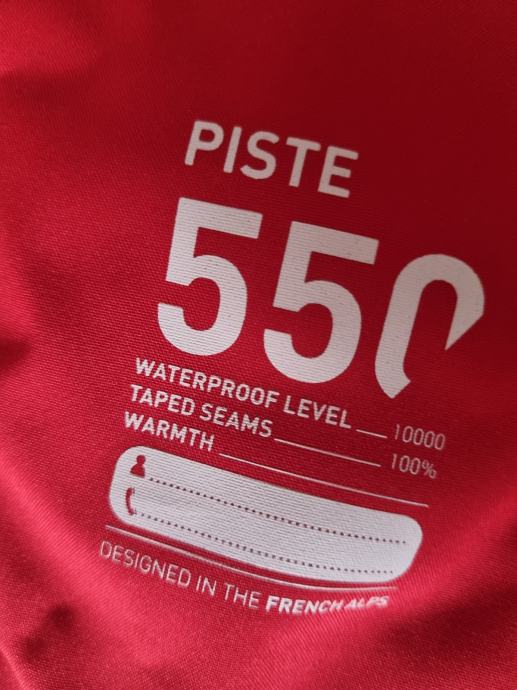 PISTE
550
WATERPROOF LEVEL 10000
TAPED SEAMS 100%
WARMTH
DESIGNED IN THE FRENCH ALPS